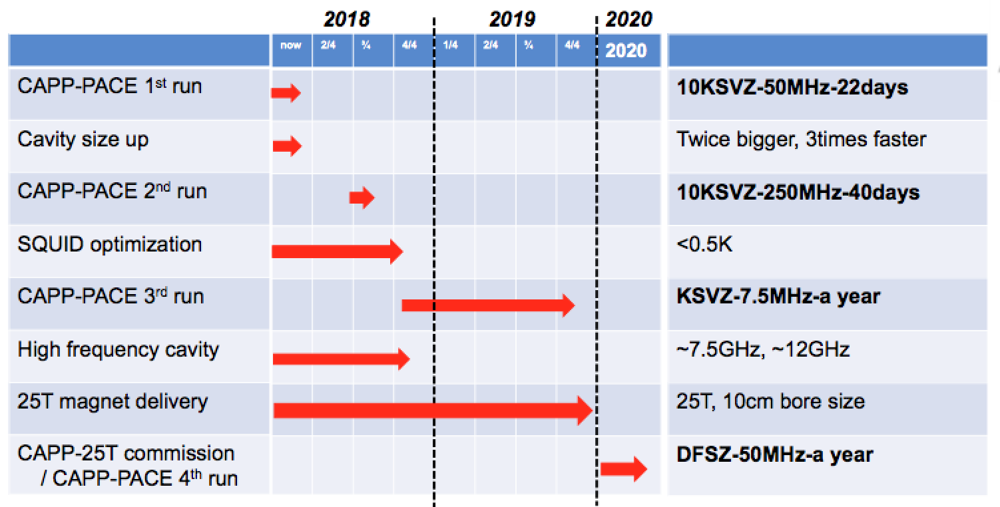 2018 2019 2020
now 2/4 ¾ 4/4 1/4 2/4 ¾ 4/4 2020
CAPP-PACE 1st run 10KSVZ-50MHz-22days
Cavity size up Twice bigger, 3times faster
CAPP-PACE 2nd run 10KSVZ-250MHz-40days
SQUID optimization <0.5K
CAPP-PACE 3rd run KSVZ-7.5MHz-a year
High frequency cavity ~7.5GHz, ~12GHz
25T magnet delivery 25T, 10cm bore size
CAPP-25T commission DFSZ-50MHz-a year
/ CAPP-PACE 4th run